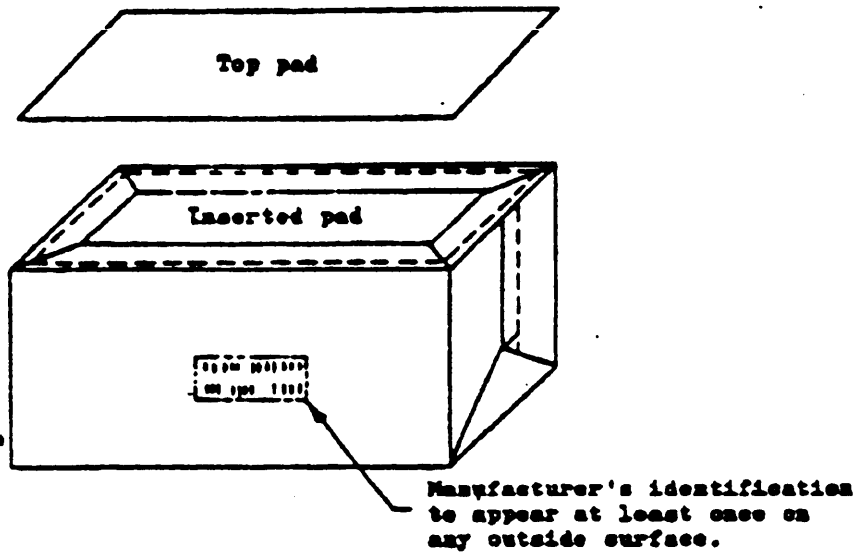 Top pad
Inserted pad
Manufacturer's identification
to appear at least once on
any outside surface.